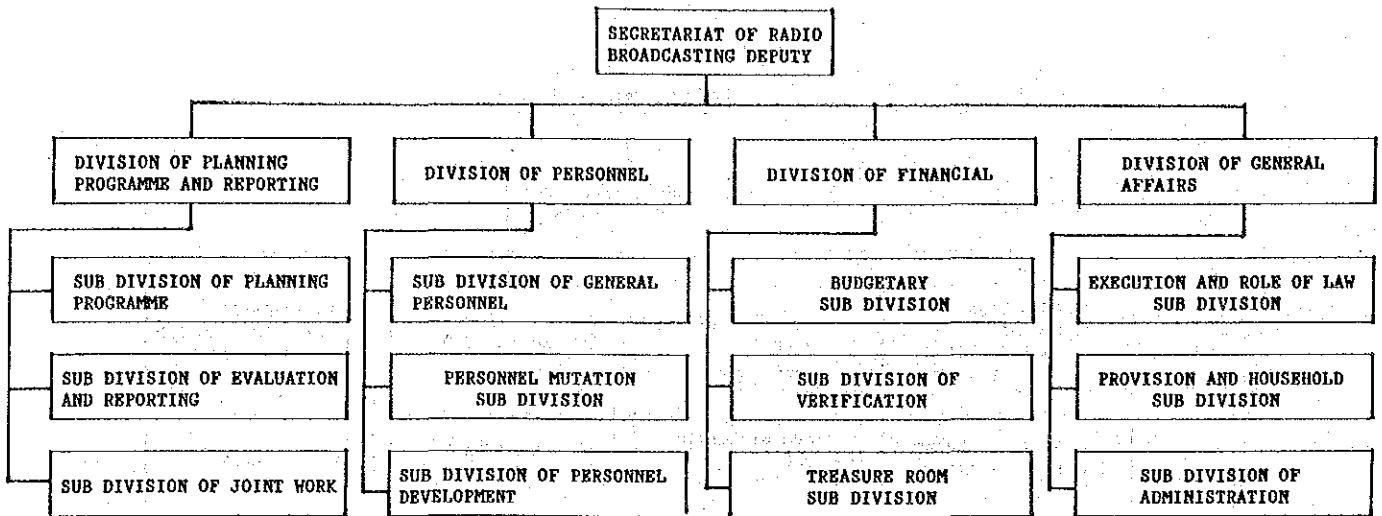 SECRETARIAT OF RADIO
BROADCASTING DEPUTY
DIVISION OF PLANNING
PROGRAMME AND REPORTING
DIVISION OF PERSONNEL
DIVISION OF FINANCIAL
DIVISION OF GENERAL
AFFAIRS
SUB DIVISION OF PLANNING
PROGRAMME
SUB DIVISION OF GENERAL
PERSONNEL
BUDGETARY
SUB DIVISION
EXECUTION AND ROLE OF LAW
SUB DIVISION
SUB DIVISION OF EVALUATION
AND REPORTING
PERSONNEL MUTATION
SUB DIVISION
SUB DIVISION OF
VERIFICATION
PROVISION AND HOUSEHOLD
SUB DIVISION
SUB DIVISION OF JOINT WORK
SUB DIVISION OF PERSONNEL
DEVELOPMENT
TREASURE ROOM
SUB DIVISION
SUB DIVISION OF
ADMINISTRATION